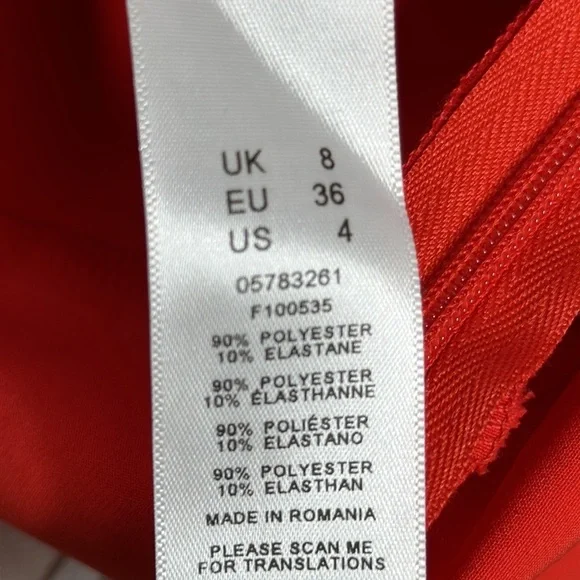 UK 8
EU 36
US 4
05783261
F100535
90% POLYESTER
10% ELASTANE
90% POLYESTER
10% ÉLASTHANNE
90% POLIÉSTER
10% ELASTANO
90% POLYESTER
10% ELASTHAN
MADE IN ROMANIA
PLEASE SCAN ME
FOR TRANSLATIONS